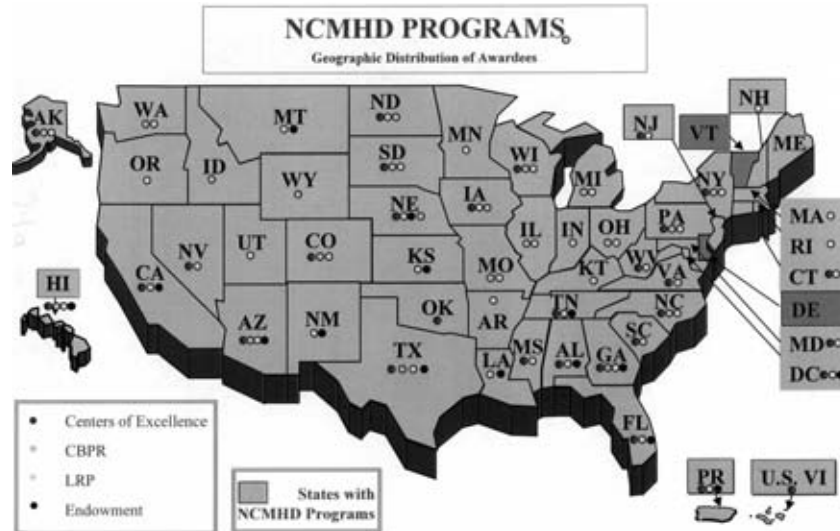 NCMHD PROGRAMS
Geographic Distribution of Awardees
AK
WA
MT
ND
MN
NJ
VT
NH
ME
OR
ID
SD
WI
MI
NY
WY
NE
IA
PA
MA
RI
CT
DE
MD
DC
NV
UT
CO
KS
MO
IL
IN
OH
WV
VA
KT
CA
HI
AZ
NM
OK
AR
TN
NC
SC
TX
LA
MS
AL
GA
FL
PR
U.S. VI
Centers of Excellence
CBPR
LRP
Endowment
States with
NCMHD Programs